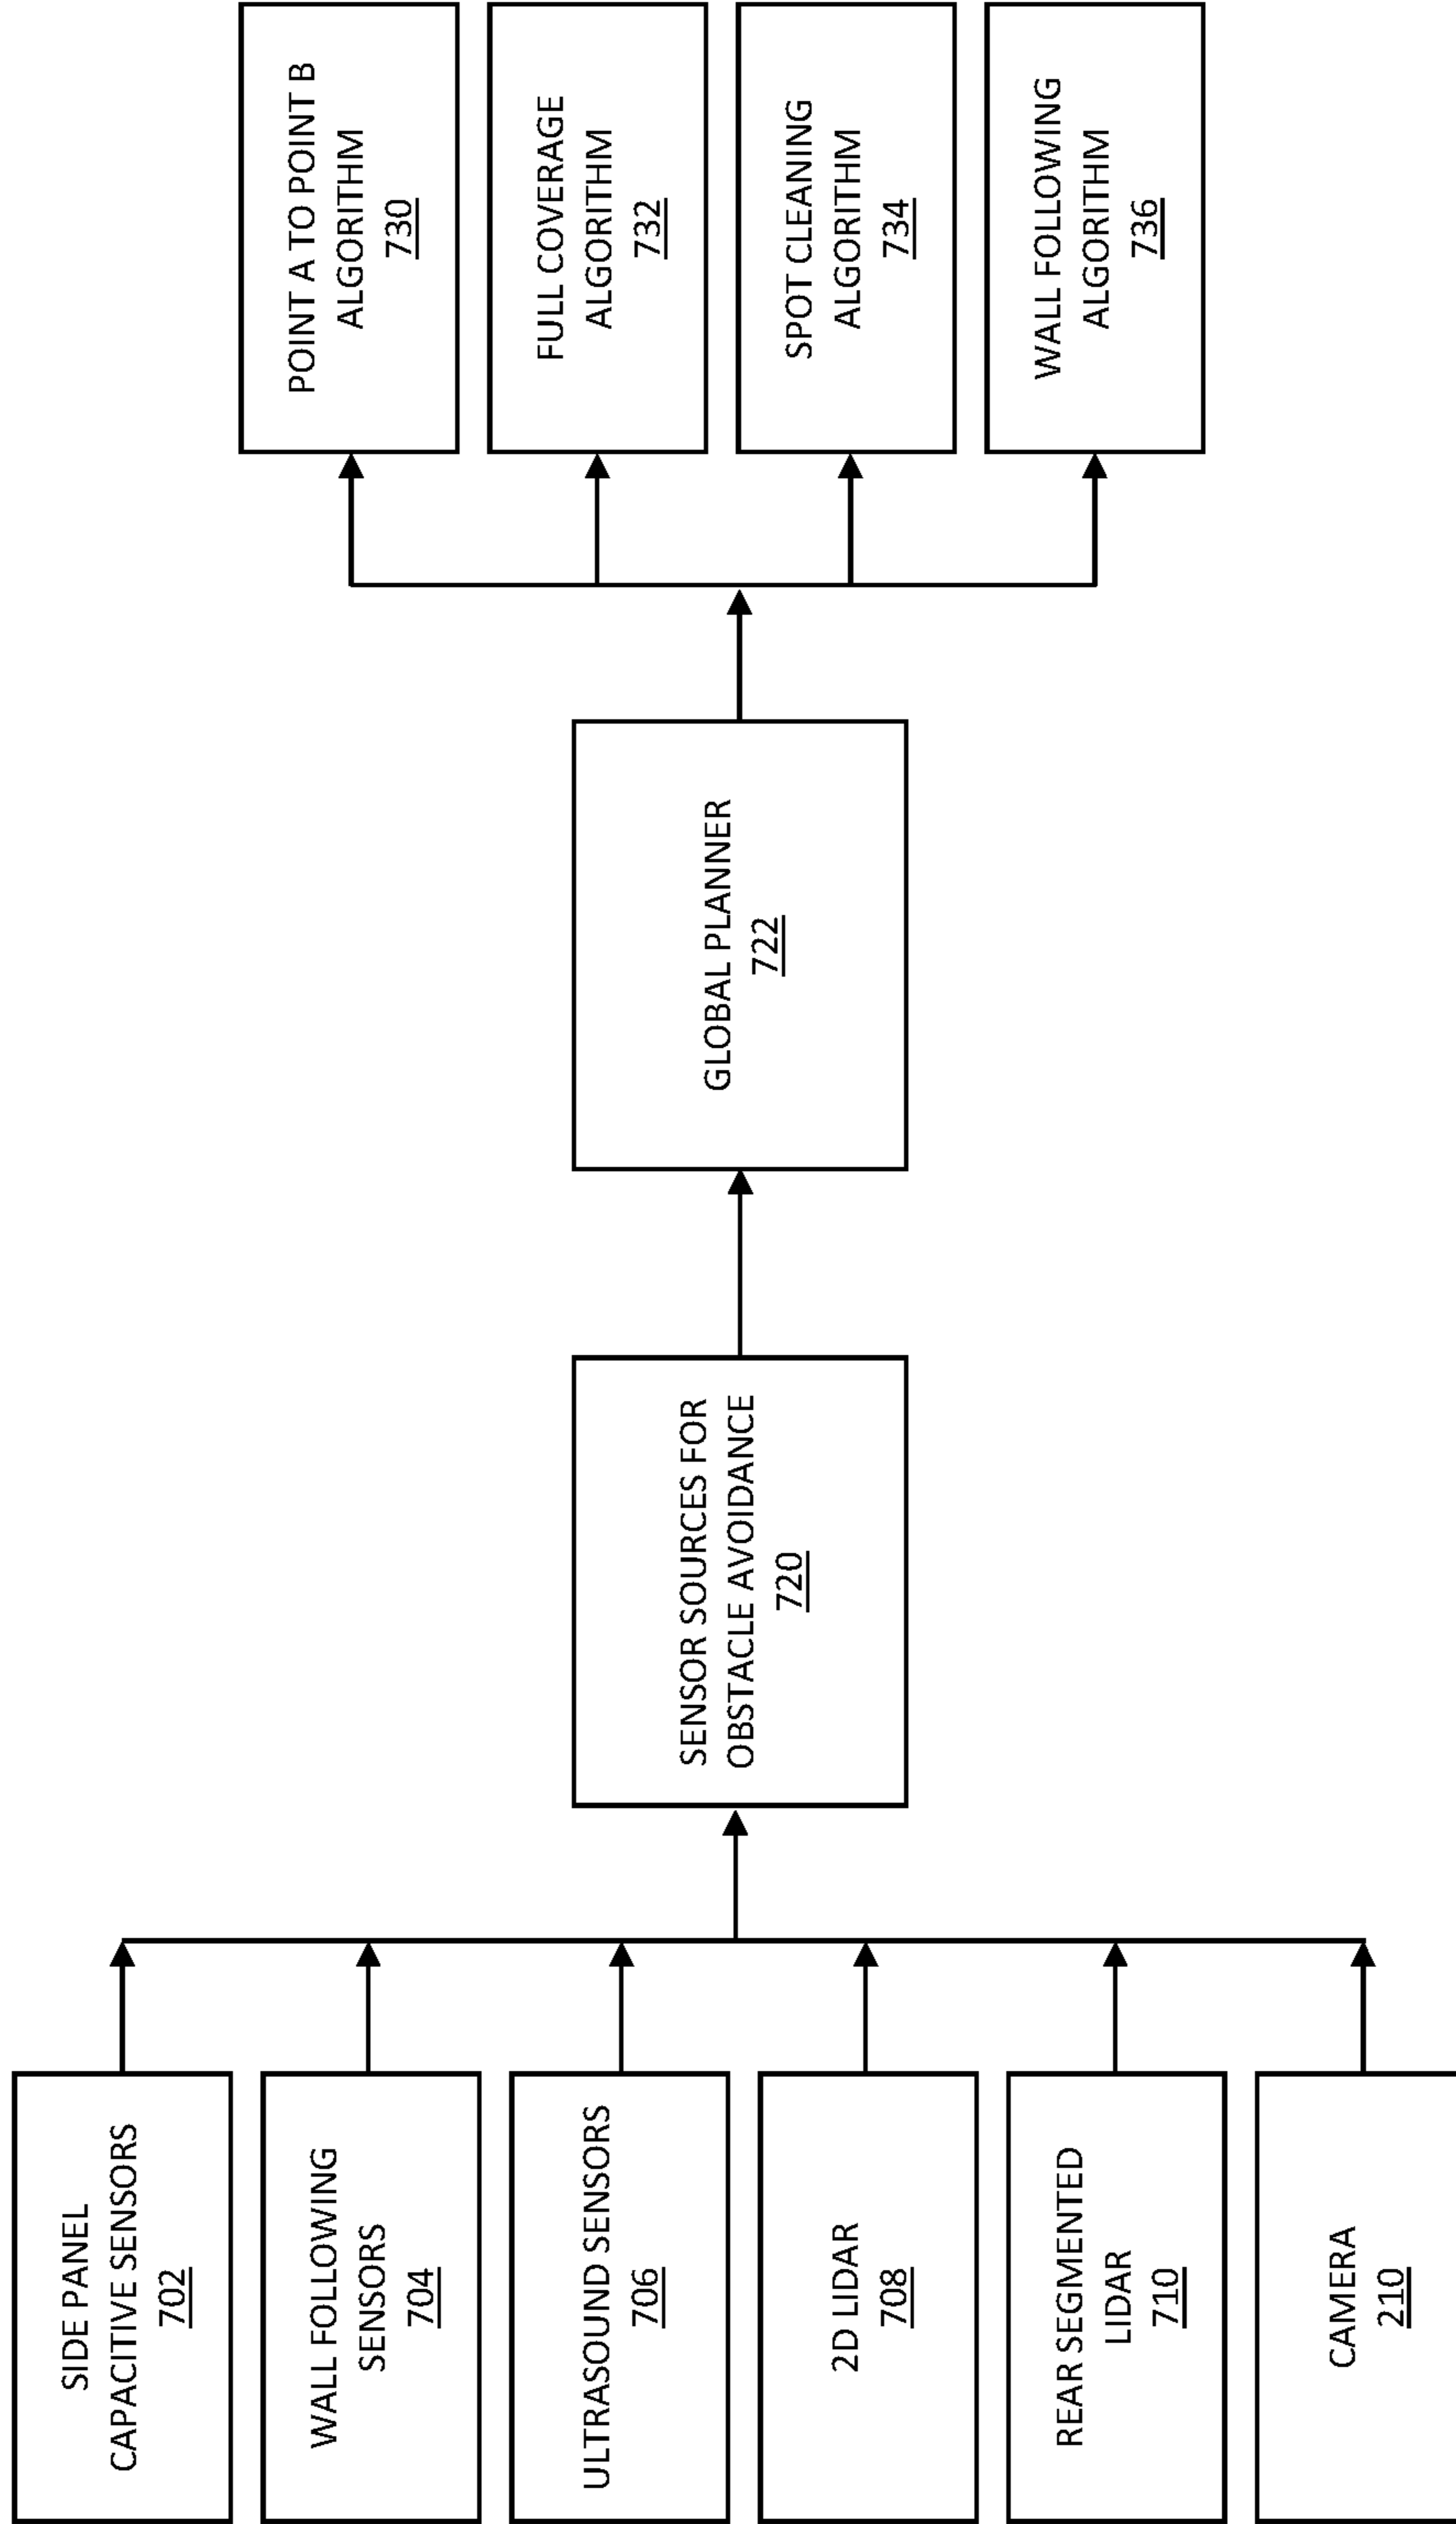 SIDE PANEL
CAPACITIVE SENSORS
702
WALL FOLLOWING
SENSORS
704
ULTRASOUND SENSORS
706
2D LIDAR
708
REAR SEGMENTED
LIDAR
710
CAMERA
210
SENSOR SOURCES FOR
OBSTACLE AVOIDANCE
720
GLOBAL PLANNER
722
POINT A TO POINT B
ALGORITHM
730
FULL COVERAGE
ALGORITHM
732
SPOT CLEANING
ALGORITHM
734
WALL FOLLOWING
ALGORITHM
736